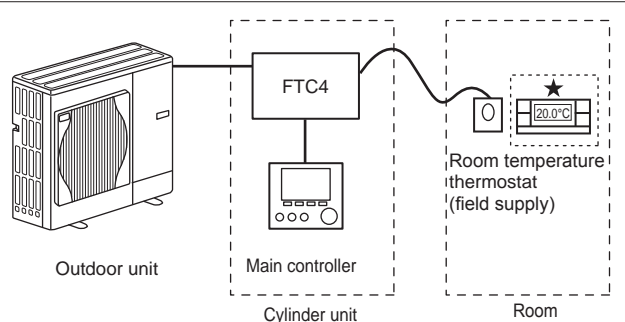 FTC4
20.0°C
Room temperature
thermostat
(field supply)
Outdoor unit
Main controller
Cylinder unit
Room